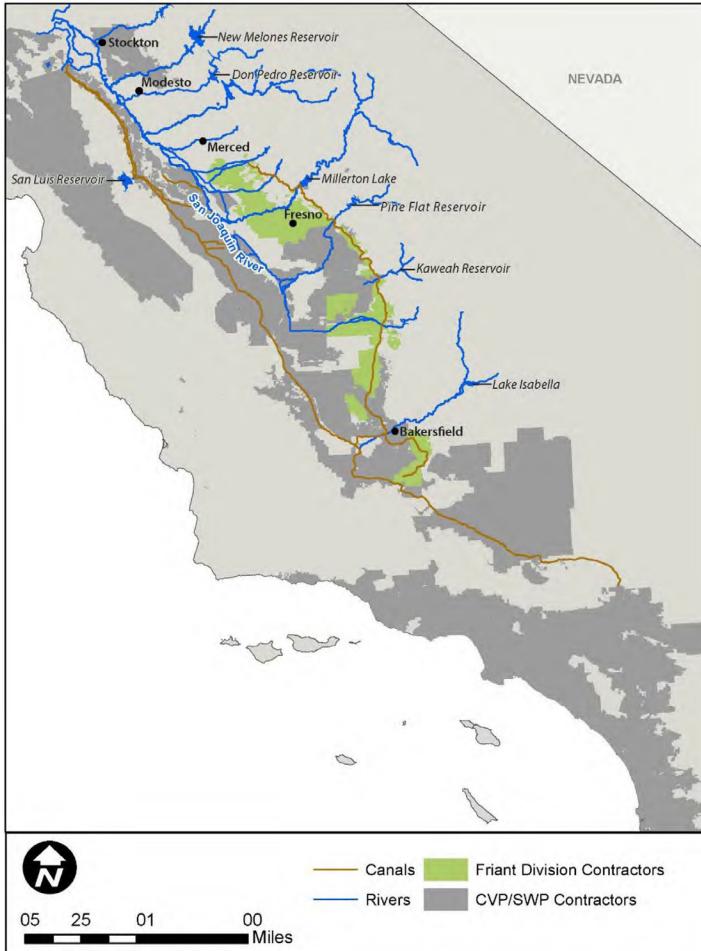 Stockton
New Melones Reservoir
Don Pedro Reservoir
NEVADA
Modesto
Merced
San Luis Reservoir
Millerton Lake
Pine Flat Reservoir
Fresno
San Joaquin River
Kaweah Reservoir
Lake Isabella
Bakersfield
N
Canals
Friant Division Contractors
Rivers
CVP/SWP Contractors
05 25 01 00
Miles